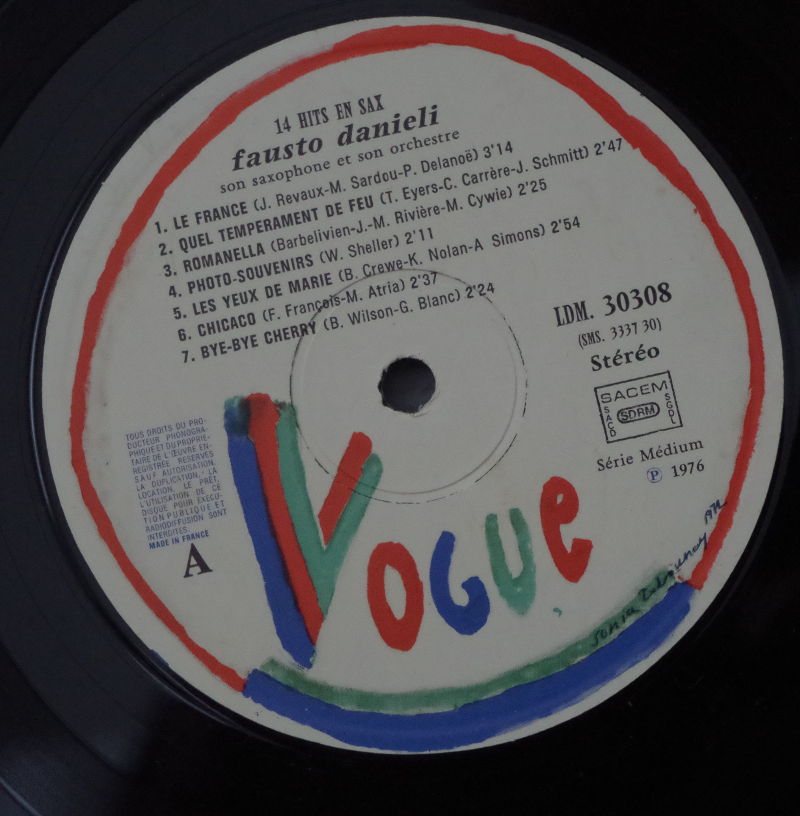 14 HITS EN SAX
fausto danieli
son saxophone et son orchestre
1. LE FRANCE (J. Revaux-M. Sardou-P. Delanoë) 3'14
2. QUEL TEMPERAMENT DE FEU (T. Eyers-C. Carrère-J. Schmitt) 2'47
3. ROMANELLA (Barbelivien-J.-M. Rivière-M. Cywie) 2'25
4. PHOTO-SOUVENIRS (W. Sheller) 2'11
5. LES YEUX DE MARIE (B. Crewe-K. Nolan-A Simons) 2'54
6. CHICACO (F. François-M. Atria) 2'37
7. BYE-BYE CHERRY (B. Wilson-G. Blanc) 2'24
LDM. 30308
(SMS. 3337 30)
Stéréo
SACEM
SACD
SDRM
SGDL
Série Médium
℗ 1976
TOUS DROITS DU PRO-
DUCTEUR PHONOGRA-
PHIQUE ET DU PROPRIE-
TAIRE DE L'ŒUVRE EN-
REGISTREE RESERVES
SAUF AUTORISATION,
LA DUPLICATION, LA
LOCATION, LE PRÊT,
L'UTILISATION DE CE
DISQUE POUR EXECU-
TION PUBLIQUE ET
RADIODIFFUSION SONT
INTERDITES.
MADE IN FRANCE
A
VOGUE
sonia Delaunay